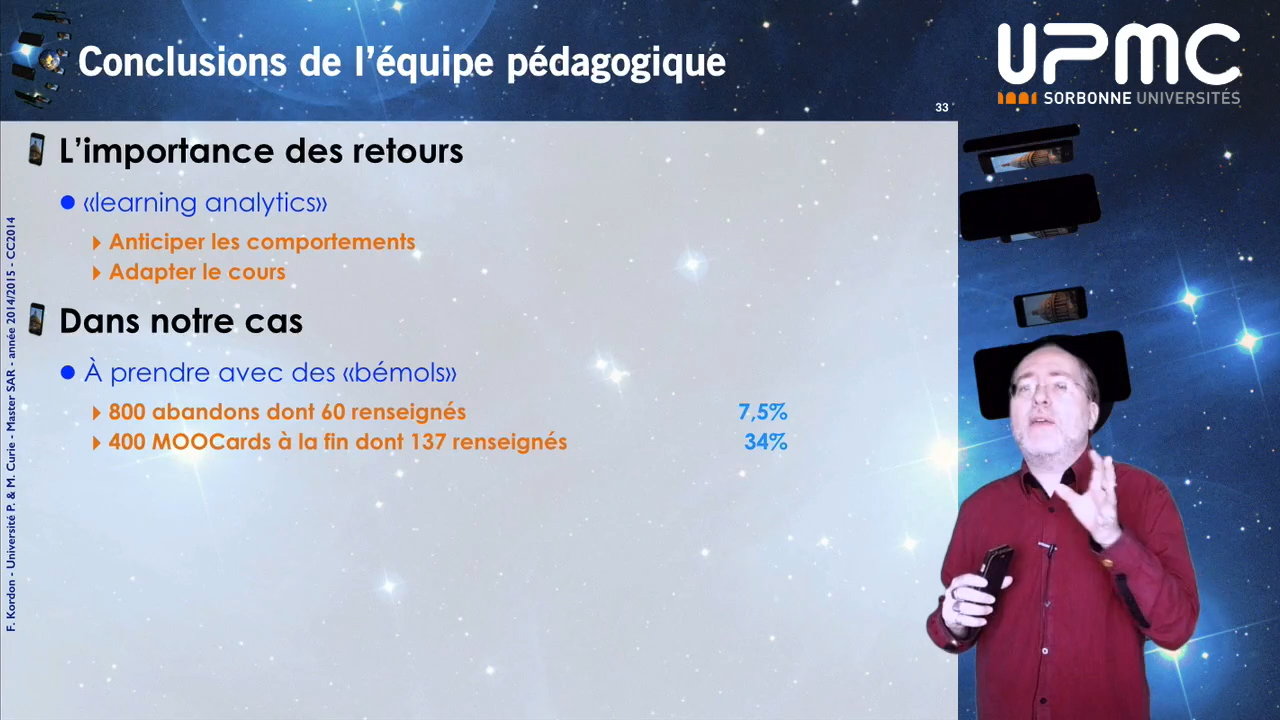 Conclusions de l'équipe pédagogique
UPMC
SORBONNE UNIVERSITÉS
33
L'importance des retours
«learning analytics»
Anticiper les comportements
Adapter le cours
Dans notre cas
À prendre avec des «bémols»
800 abandons dont 60 renseignés 7,5%
400 MOOCards à la fin dont 137 renseignés 34%
F. Kordon - Université P. & M. Curie - Master SAR - année 2014/2015 - CC2014